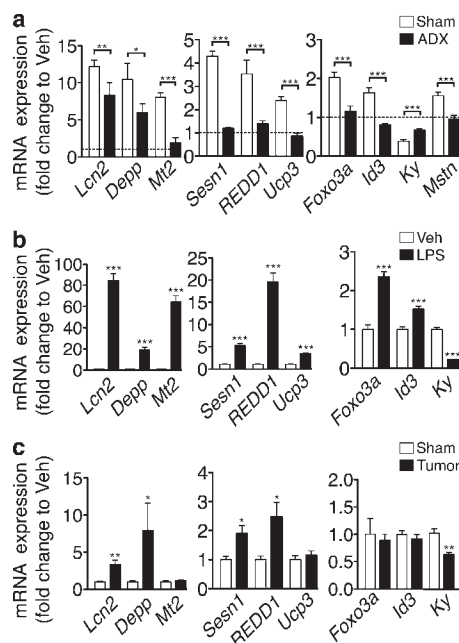 a
Sham
ADX
mRNA expression
(fold change to Veh)
15
10
5
0
** * ***
Lcn2 Depp Mt2
5
4
3
2
1
0
*** *** ***
Sesn1 REDD1 Ucp3
3
2
1
0
*** *** *** ***
Foxo3a Id3 Ky Mstn
b
Veh
LPS
mRNA expression
(fold change to Veh)
100
80
60
40
20
0
*** *** ***
Lcn2 Depp Mt2
25
20
15
10
5
0
*** *** ***
Sesn1 REDD1 Ucp3
3
2
1
0
*** *** ***
Foxo3a Id3 Ky
c
Sham
Tumor
mRNA expression
(fold change to Veh)
15
10
5
0
** *
Lcn2 Depp Mt2
4
3
2
1
0
* *
Sesn1 REDD1 Ucp3
1.5
1.0
0.5
0.0
**
Foxo3a Id3 Ky